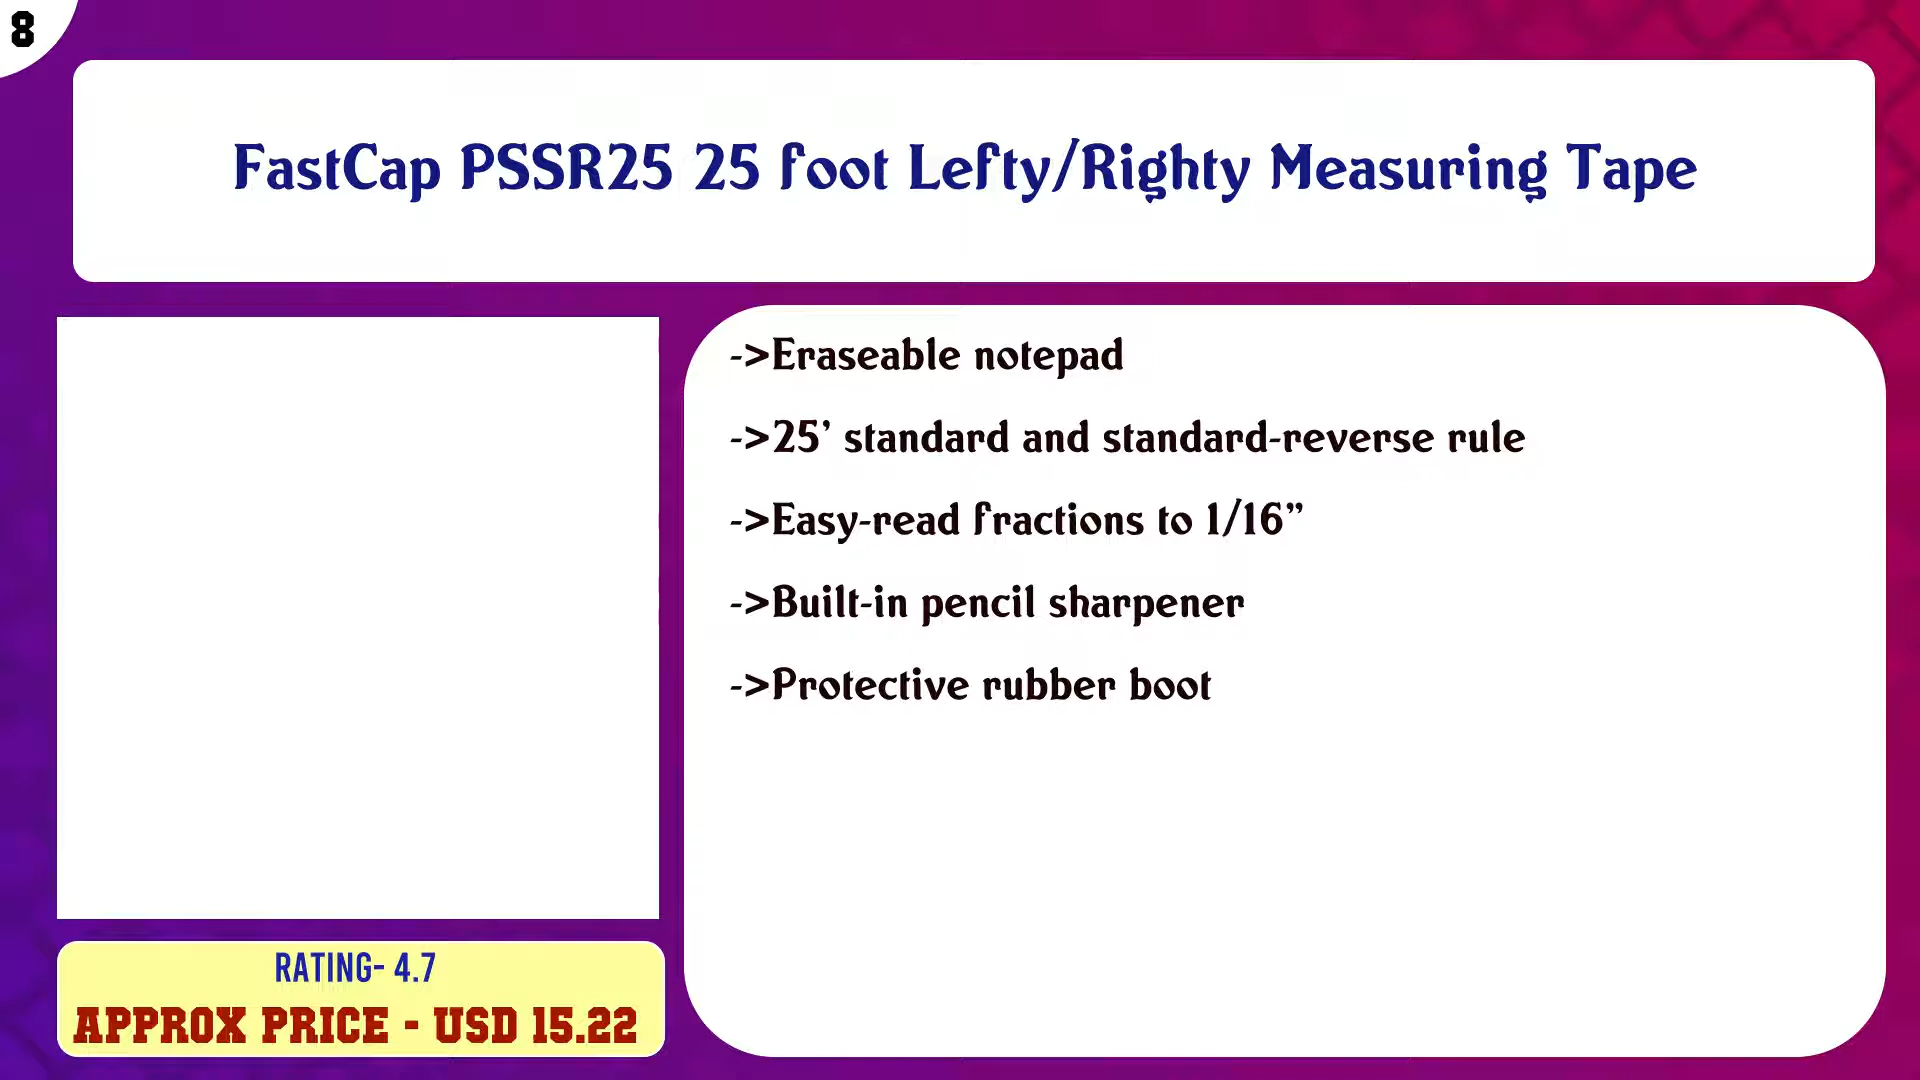 8
FastCap PSSR25 25 foot Lefty/Righty Measuring Tape
->Eraseable notepad
->25’ standard and standard-reverse rule
->Easy-read fractions to 1/16”
->Built-in pencil sharpener
->Protective rubber boot
RATING- 4.7
APPROX PRICE - USD 15.22